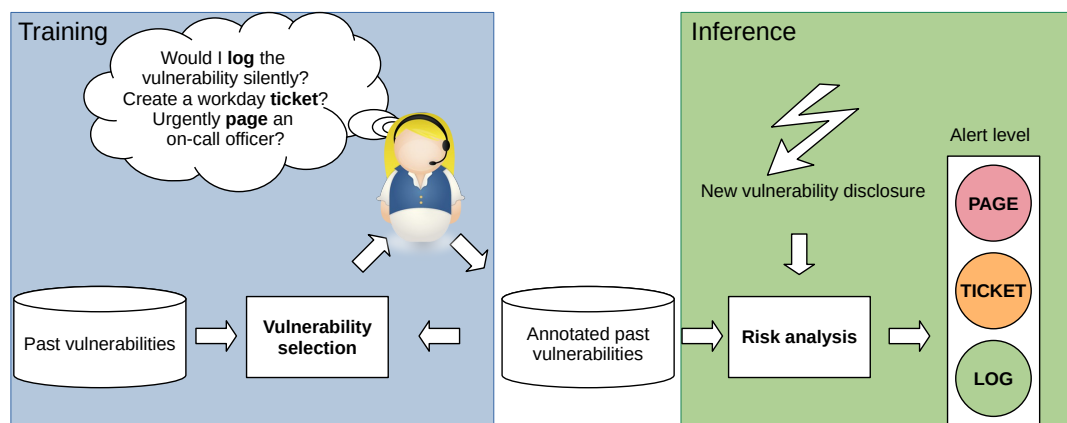 Training
Would I log the
vulnerability silently?
Create a workday ticket?
Urgently page an
on-call officer?
Past vulnerabilities
Vulnerability
selection
Annotated past
vulnerabilities
Inference
New vulnerability disclosure
Risk analysis
Alert level
PAGE
TICKET
LOG